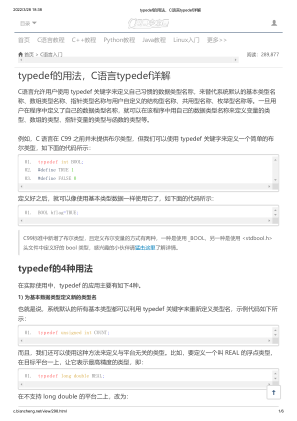 2022/3/28 16:38
typedef的用法，C语言typedef详解
目录
首页 C语言教程 C++教程 Python教程 Java教程 Linux入门 更多>>
首页 > C语言入门
阅读：269,677
typedef的用法，C语言typedef详解
C语言允许用户使用 typedef 关键字来定义自己习惯的数据类型名称，来替代系统默认的基本类型名
称、数组类型名称、指针类型名称与用户自定义的结构型名称、共用型名称、枚举型名称等。一旦用
户在程序中定义了自己的数据类型名称，就可以在该程序中用自己的数据类型名称来定义变量的类
型、数组的类型、指针变量的类型与函数的类型等。
例如，C 语言在 C99 之前并未提供布尔类型，但我们可以使用 typedef 关键字来定义一个简单的布
尔类型，如下面的代码所示：
01. typedef int BOOL;
02. #define TRUE 1
03. #define FALSE 0
定义好之后，就可以像使用基本类型数据一样使用它了，如下面的代码所示：
01. BOOL bflag=TRUE;
C99标准中新增了布尔类型，自定义布尔变量的方式有两种，一种是使用 _BOOL，另一种是使用 <stdbool.h>
头文件中定义好的 bool 类型，感兴趣的小伙伴请猛击这里了解详情。
typedef的4种用法
在实际使用中，typedef 的应用主要有如下4种。
1) 为基本数据类型定义新的类型名
也就是说，系统默认的所有基本类型都可以利用 typedef 关键字来重新定义类型名，示例代码如下所
示：
01. typedef unsigned int COUNT;
而且，我们还可以使用这种方法来定义与平台无关的类型。比如，要定义一个叫 REAL 的浮点类型，
在目标平台一上，让它表示最高精度的类型，即：
01. typedef long double REAL;
在不支持 long double 的平台二上，改为：
c.biancheng.net/view/298.html
1/8